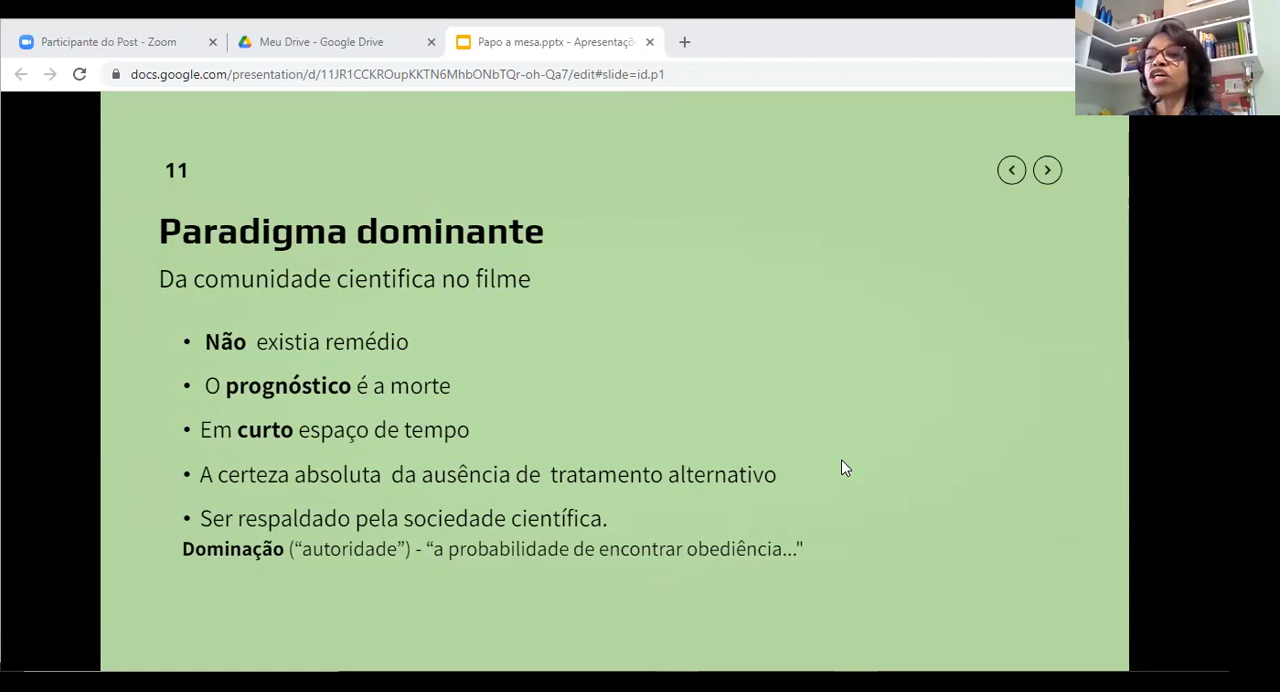 Participante do Post - Zoom
Meu Drive - Google Drive
Papo a mesa.pptx - Apresentaçõ
docs.google.com/presentation/d/11JR1CCKROupKKTN6MhbONbTQr-oh-Qa7/edit#slide=id.p1
11
Paradigma dominante
Da comunidade cientifica no filme
• Não existia remédio
• O prognóstico é a morte
• Em curto espaço de tempo
• A certeza absoluta da ausência de tratamento alternativo
• Ser respaldado pela sociedade científica.
Dominação (“autoridade”) - “a probabilidade de encontrar obediência..."